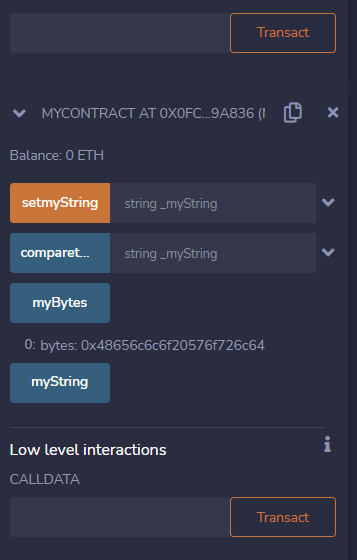 Transact
MYCONTRACT AT 0X0FC...9A836 (M
Balance: 0 ETH
setmyString string _myString
comparet... string _myString
myBytes
0: bytes: 0x48656c6c6f20576f726c64
myString
Low level interactions
CALLDATA
Transact